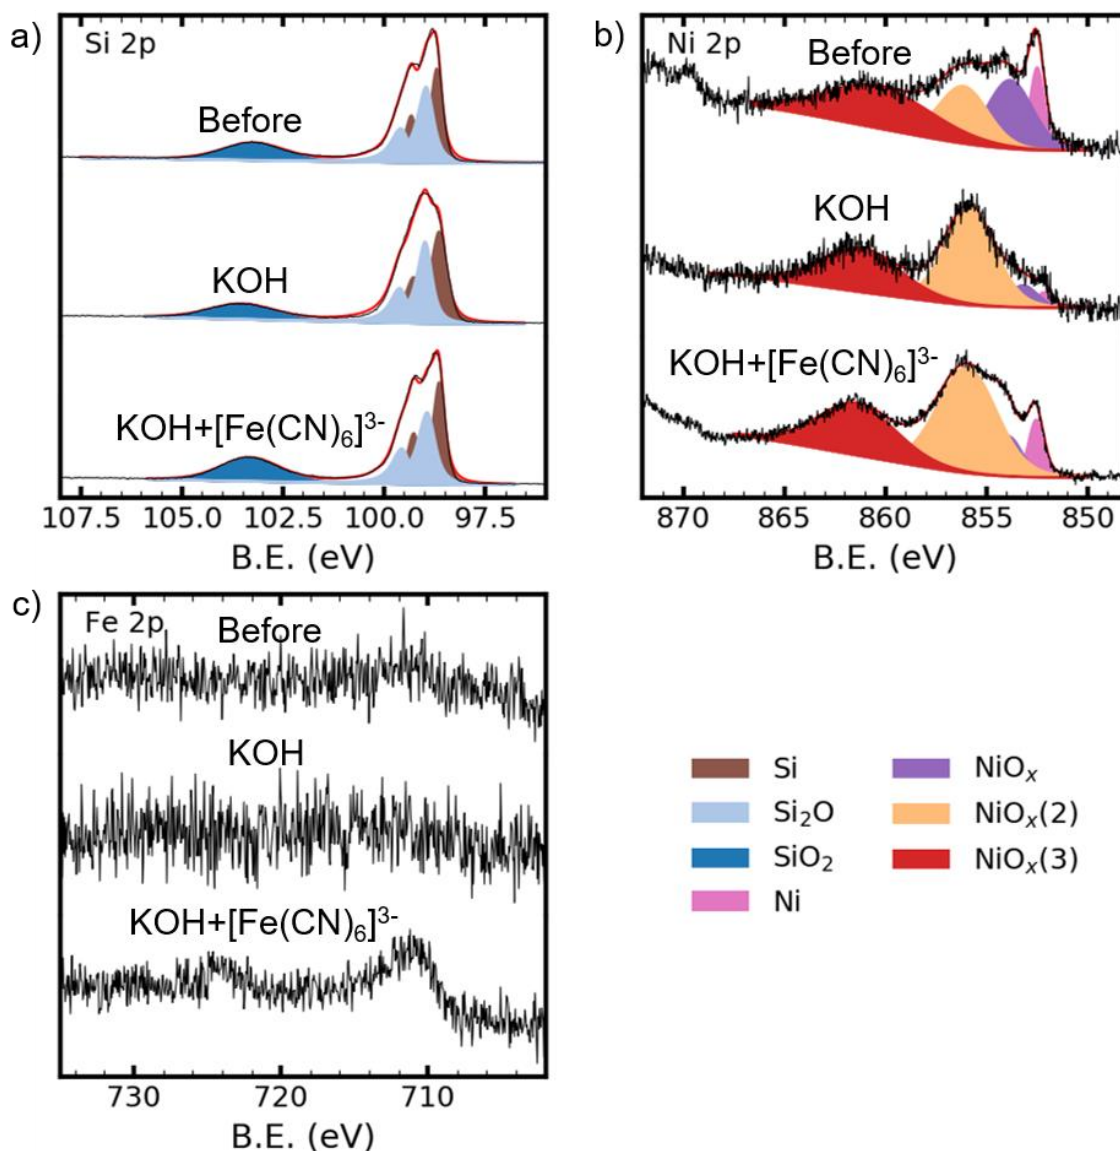 a)
Si 2p
Before
KOH
KOH+[Fe(CN)₆]³⁻
107.5 105.0 102.5 100.0 97.5
B.E. (eV)
b)
Ni 2p
Before
KOH
KOH+[Fe(CN)₆]³⁻
870 865 860 855 850
B.E. (eV)
c)
Fe 2p
Before
KOH
KOH+[Fe(CN)₆]³⁻
730 720 710
B.E. (eV)
Si
Si₂O
SiO₂
Ni
NiOₓ
NiOₓ(2)
NiOₓ(3)